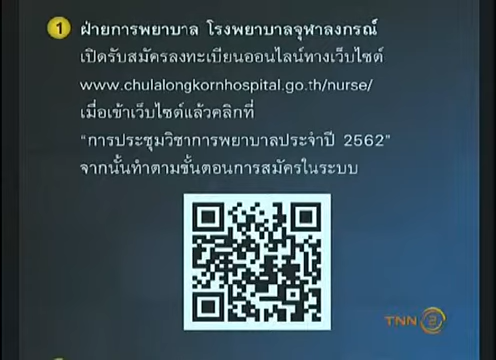 1 ฝ่ายการพยาบาล โรงพยาบาลจุฬาลงกรณ์
เปิดรับสมัครลงทะเบียนออนไลน์ทางเว็บไซต์
www.chulalongkornhospital.go.th/nurse/
เมื่อเข้าเว็บไซต์แล้วคลิกที่
"การประชุมวิชาการพยาบาลประจำปี 2562"
จากนั้นทำตามขั้นตอนการสมัครในระบบ
TNN 2